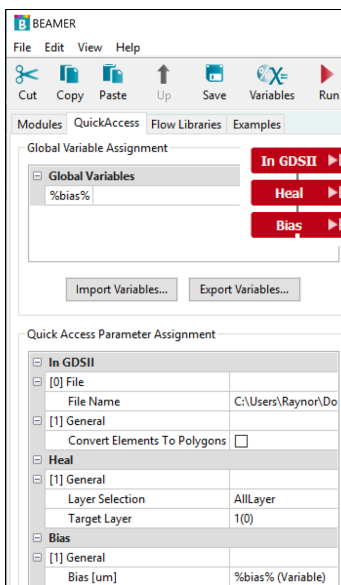 BEAMER
File Edit View Help
Cut Copy Paste Up Save Variables Run
Modules QuickAccess Flow Libraries Examples
Global Variable Assignment
Global Variables
%bias%
In GDSII
Heal
Bias
Import Variables... Export Variables...
Quick Access Parameter Assignment
In GDSII
[0] File
File Name C:\Users\Raynor\Do
[1] General
Convert Elements To Polygons
Heal
[1] General
Layer Selection AllLayer
Target Layer 1(0)
Bias
[1] General
Bias [um] %bias% (Variable)